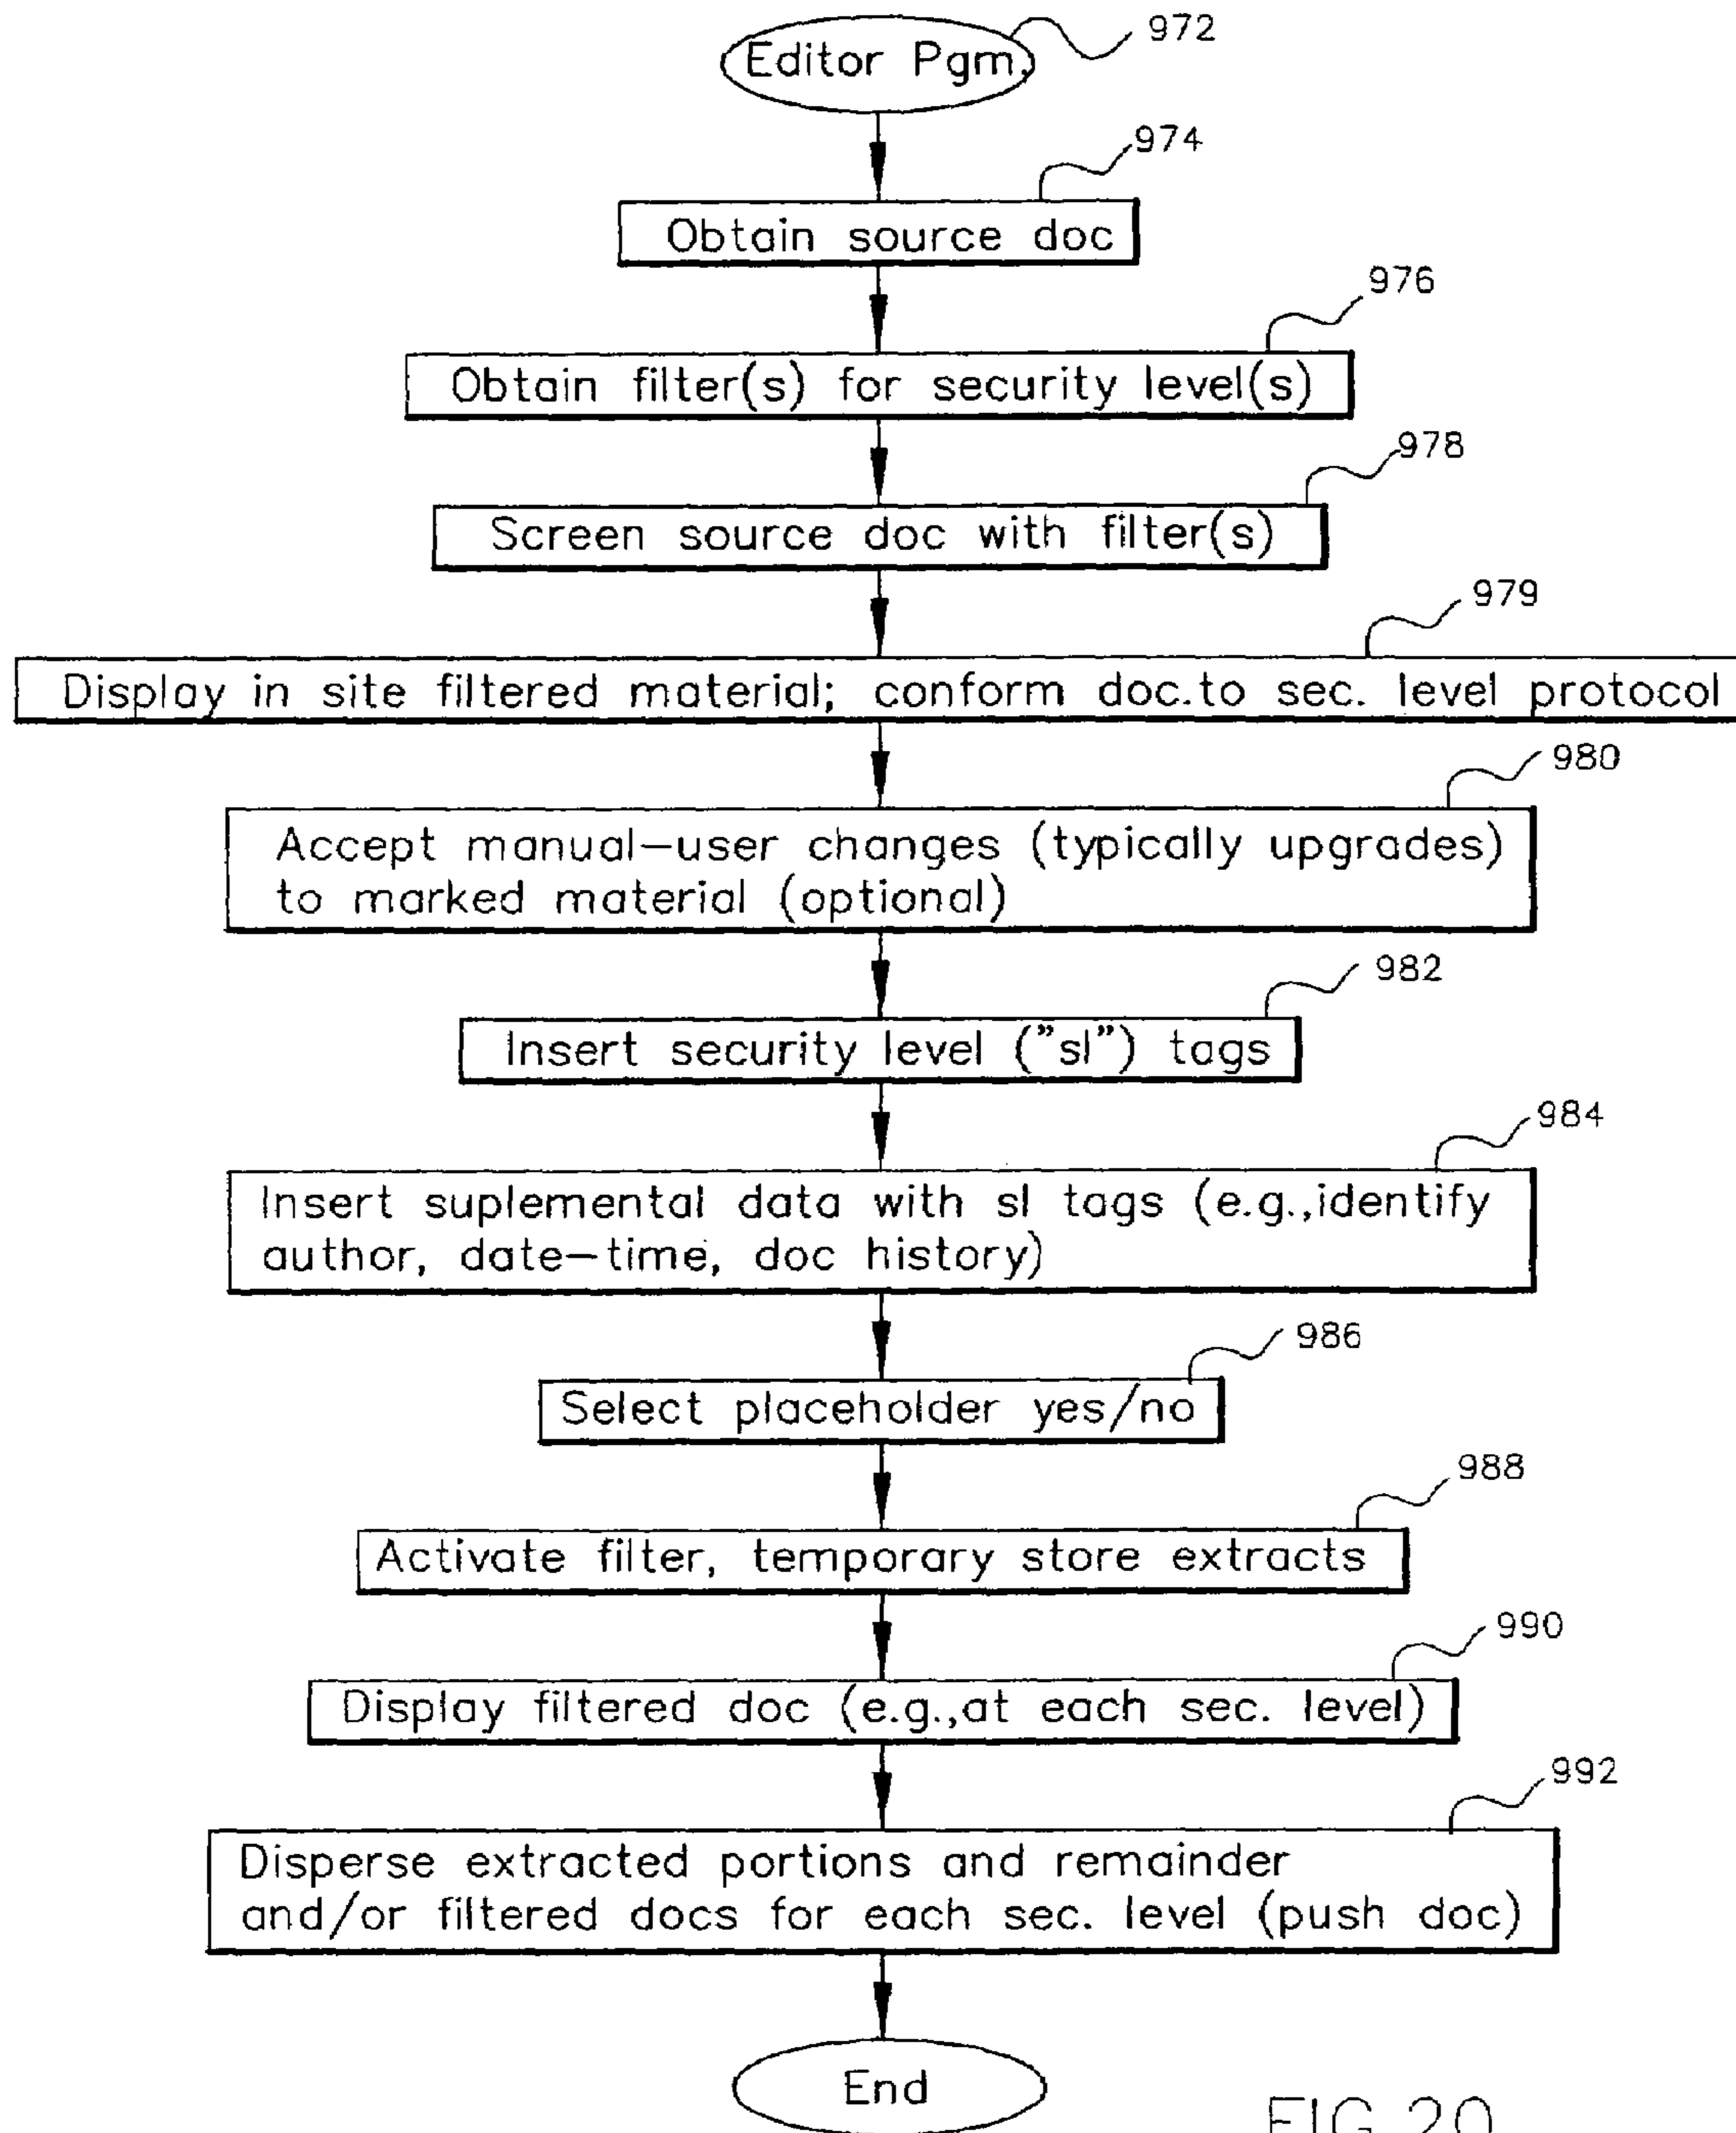 972
Editor Pgm.
974
Obtain source doc
976
Obtain filter(s) for security level(s)
978
Screen source doc with filter(s)
979
Display in site filtered material; conform doc.to sec. level protocol
980
Accept manual-user changes (typically upgrades)
to marked material (optional)
982
Insert security level ("sl") tags
984
Insert suplemental data with sl tags (e.g.,identify
author, date-time, doc history)
986
Select placeholder yes/no
988
Activate filter, temporary store extracts
990
Display filtered doc (e.g.,at each sec. level)
992
Disperse extracted portions and remainder
and/or filtered docs for each sec. level (push doc)
End
FIG 20